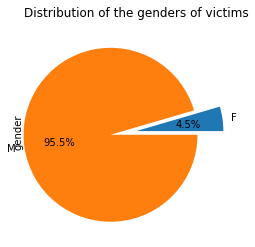 Distribution of the genders of victims
F
4.5%
gender
M
95.5%